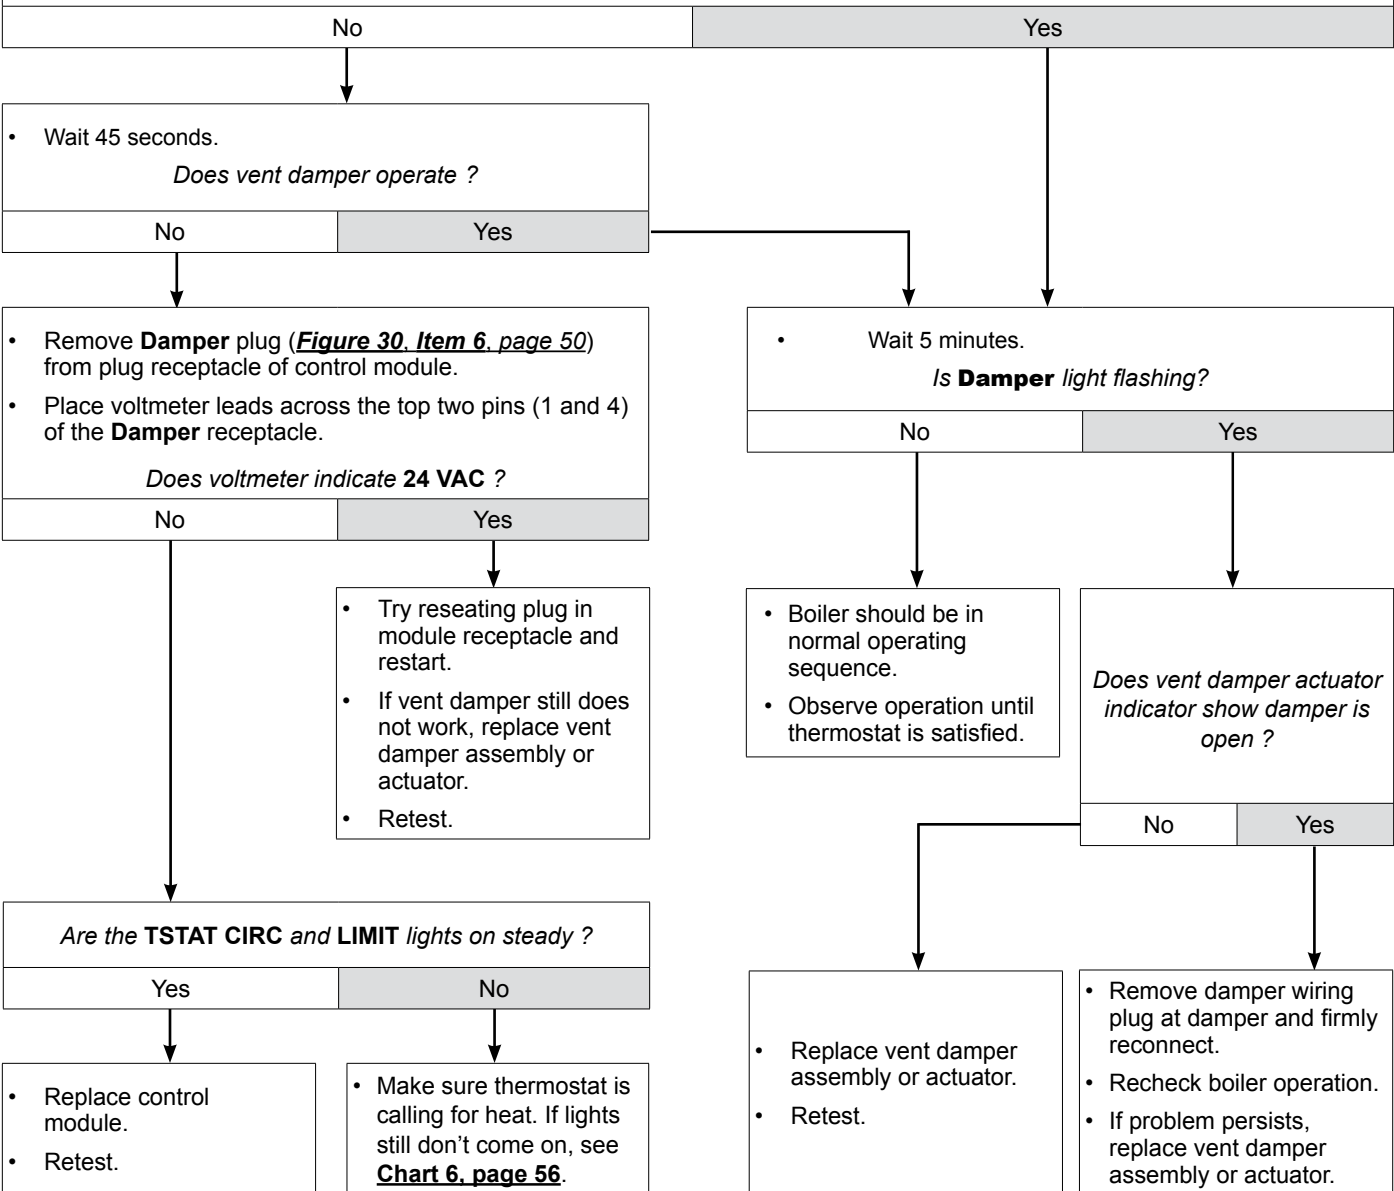 No
Yes
• Wait 45 seconds.
Does vent damper operate ?
No
Yes
• Remove Damper plug (Figure 30, Item 6, page 50)
from plug receptacle of control module.
• Place voltmeter leads across the top two pins (1 and 4)
of the Damper receptacle.
Does voltmeter indicate 24 VAC ?
No
Yes
• Wait 5 minutes.
Is Damper light flashing?
No
Yes
• Try reseating plug in
module receptacle and
restart.
• If vent damper still does
not work, replace vent
damper assembly or
actuator.
• Retest.
• Boiler should be in
normal operating
sequence.
• Observe operation until
thermostat is satisfied.
Does vent damper actuator
indicator show damper is
open ?
No
Yes
Are the TSTAT CIRC and LIMIT lights on steady ?
Yes
No
• Replace control
module.
• Retest.
• Make sure thermostat is
calling for heat. If lights
still don’t come on, see
Chart 6, page 56.
• Replace vent damper
assembly or actuator.
• Retest.
• Remove damper wiring
plug at damper and firmly
reconnect.
• Recheck boiler operation.
• If problem persists,
replace vent damper
assembly or actuator.